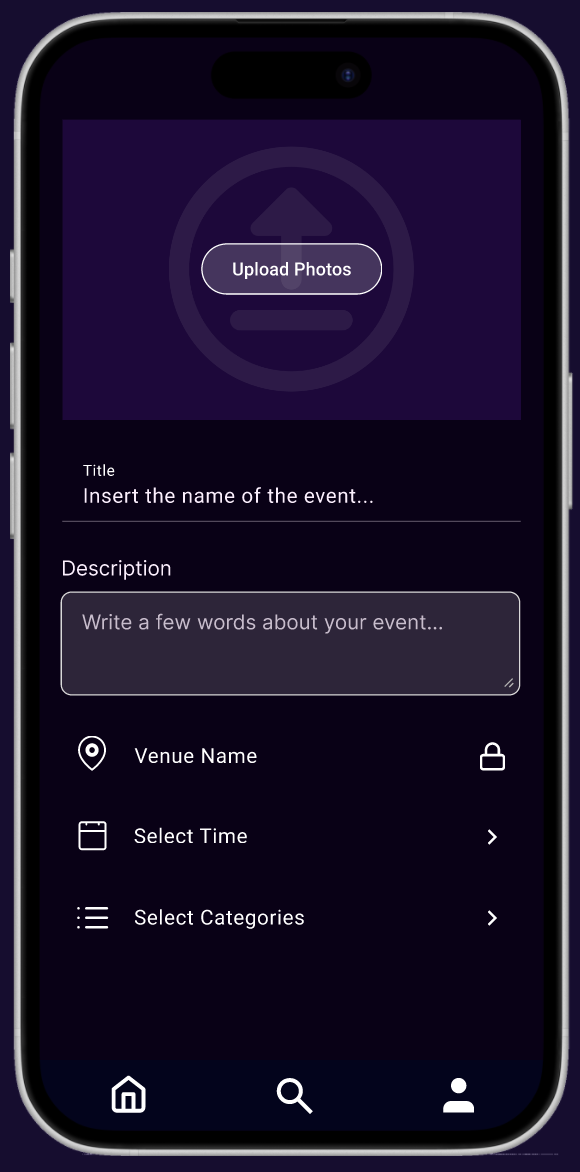 Upload Photos
Title
Insert the name of the event...
Description
Write a few words about your event...
Venue Name
Select Time
Select Categories